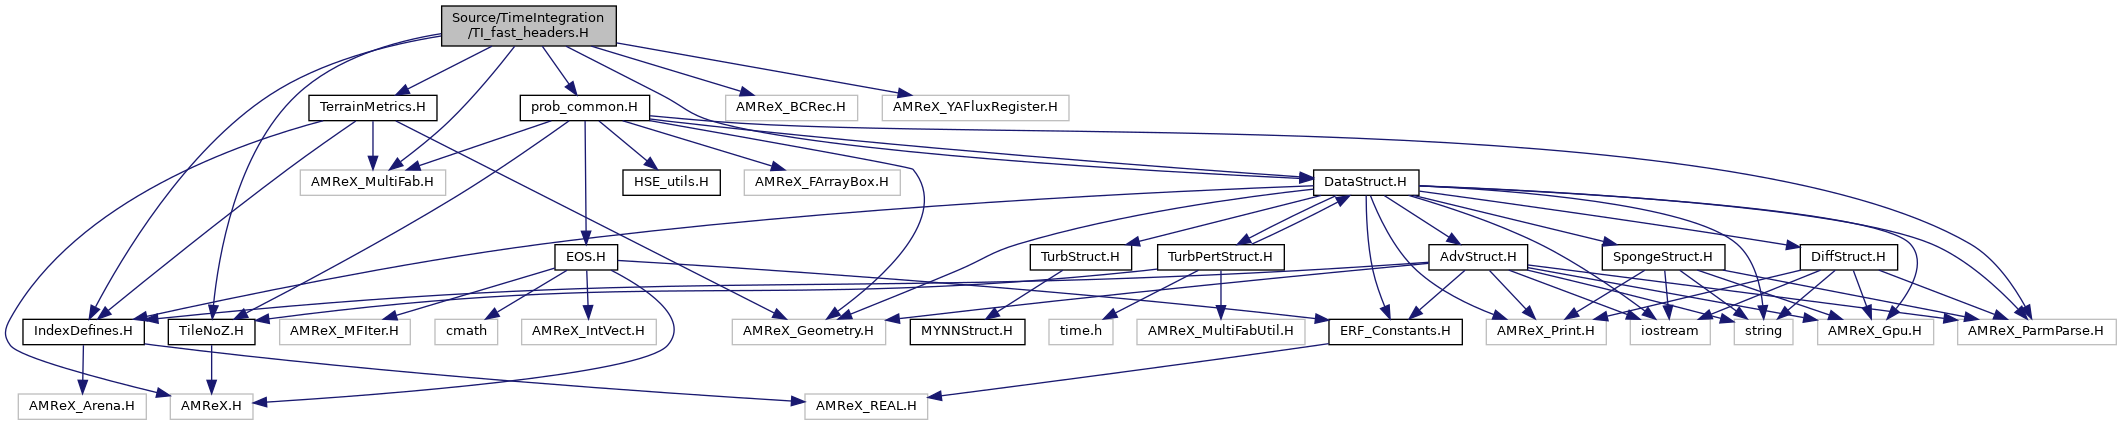 Source/TimeIntegration
/TI_fast_headers.H
TerrainMetrics.H
prob_common.H
AMReX_BCRec.H
AMReX_YAFluxRegister.H
AMReX_MultiFab.H
HSE_utils.H
AMReX_FArrayBox.H
DataStruct.H
EOS.H
TurbStruct.H
TurbPertStruct.H
AdvStruct.H
SpongeStruct.H
DiffStruct.H
IndexDefines.H
TileNoZ.H
AMReX_MFIter.H
cmath
AMReX_IntVect.H
AMReX_Geometry.H
MYNNStruct.H
time.h
AMReX_MultiFabUtil.H
ERF_Constants.H
AMReX_Print.H
iostream
string
AMReX_Gpu.H
AMReX_ParmParse.H
AMReX_Arena.H
AMReX.H
AMReX_REAL.H